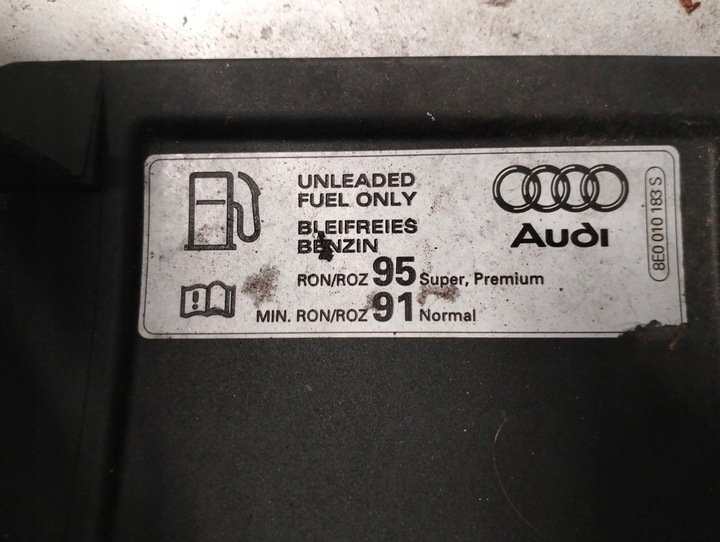 UNLEADED
FUEL ONLY
BLEIFREIES
BENZIN
RON/ROZ 95 Super, Premium
MIN. RON/ROZ 91 Normal
Audi
8E0 010 183 S